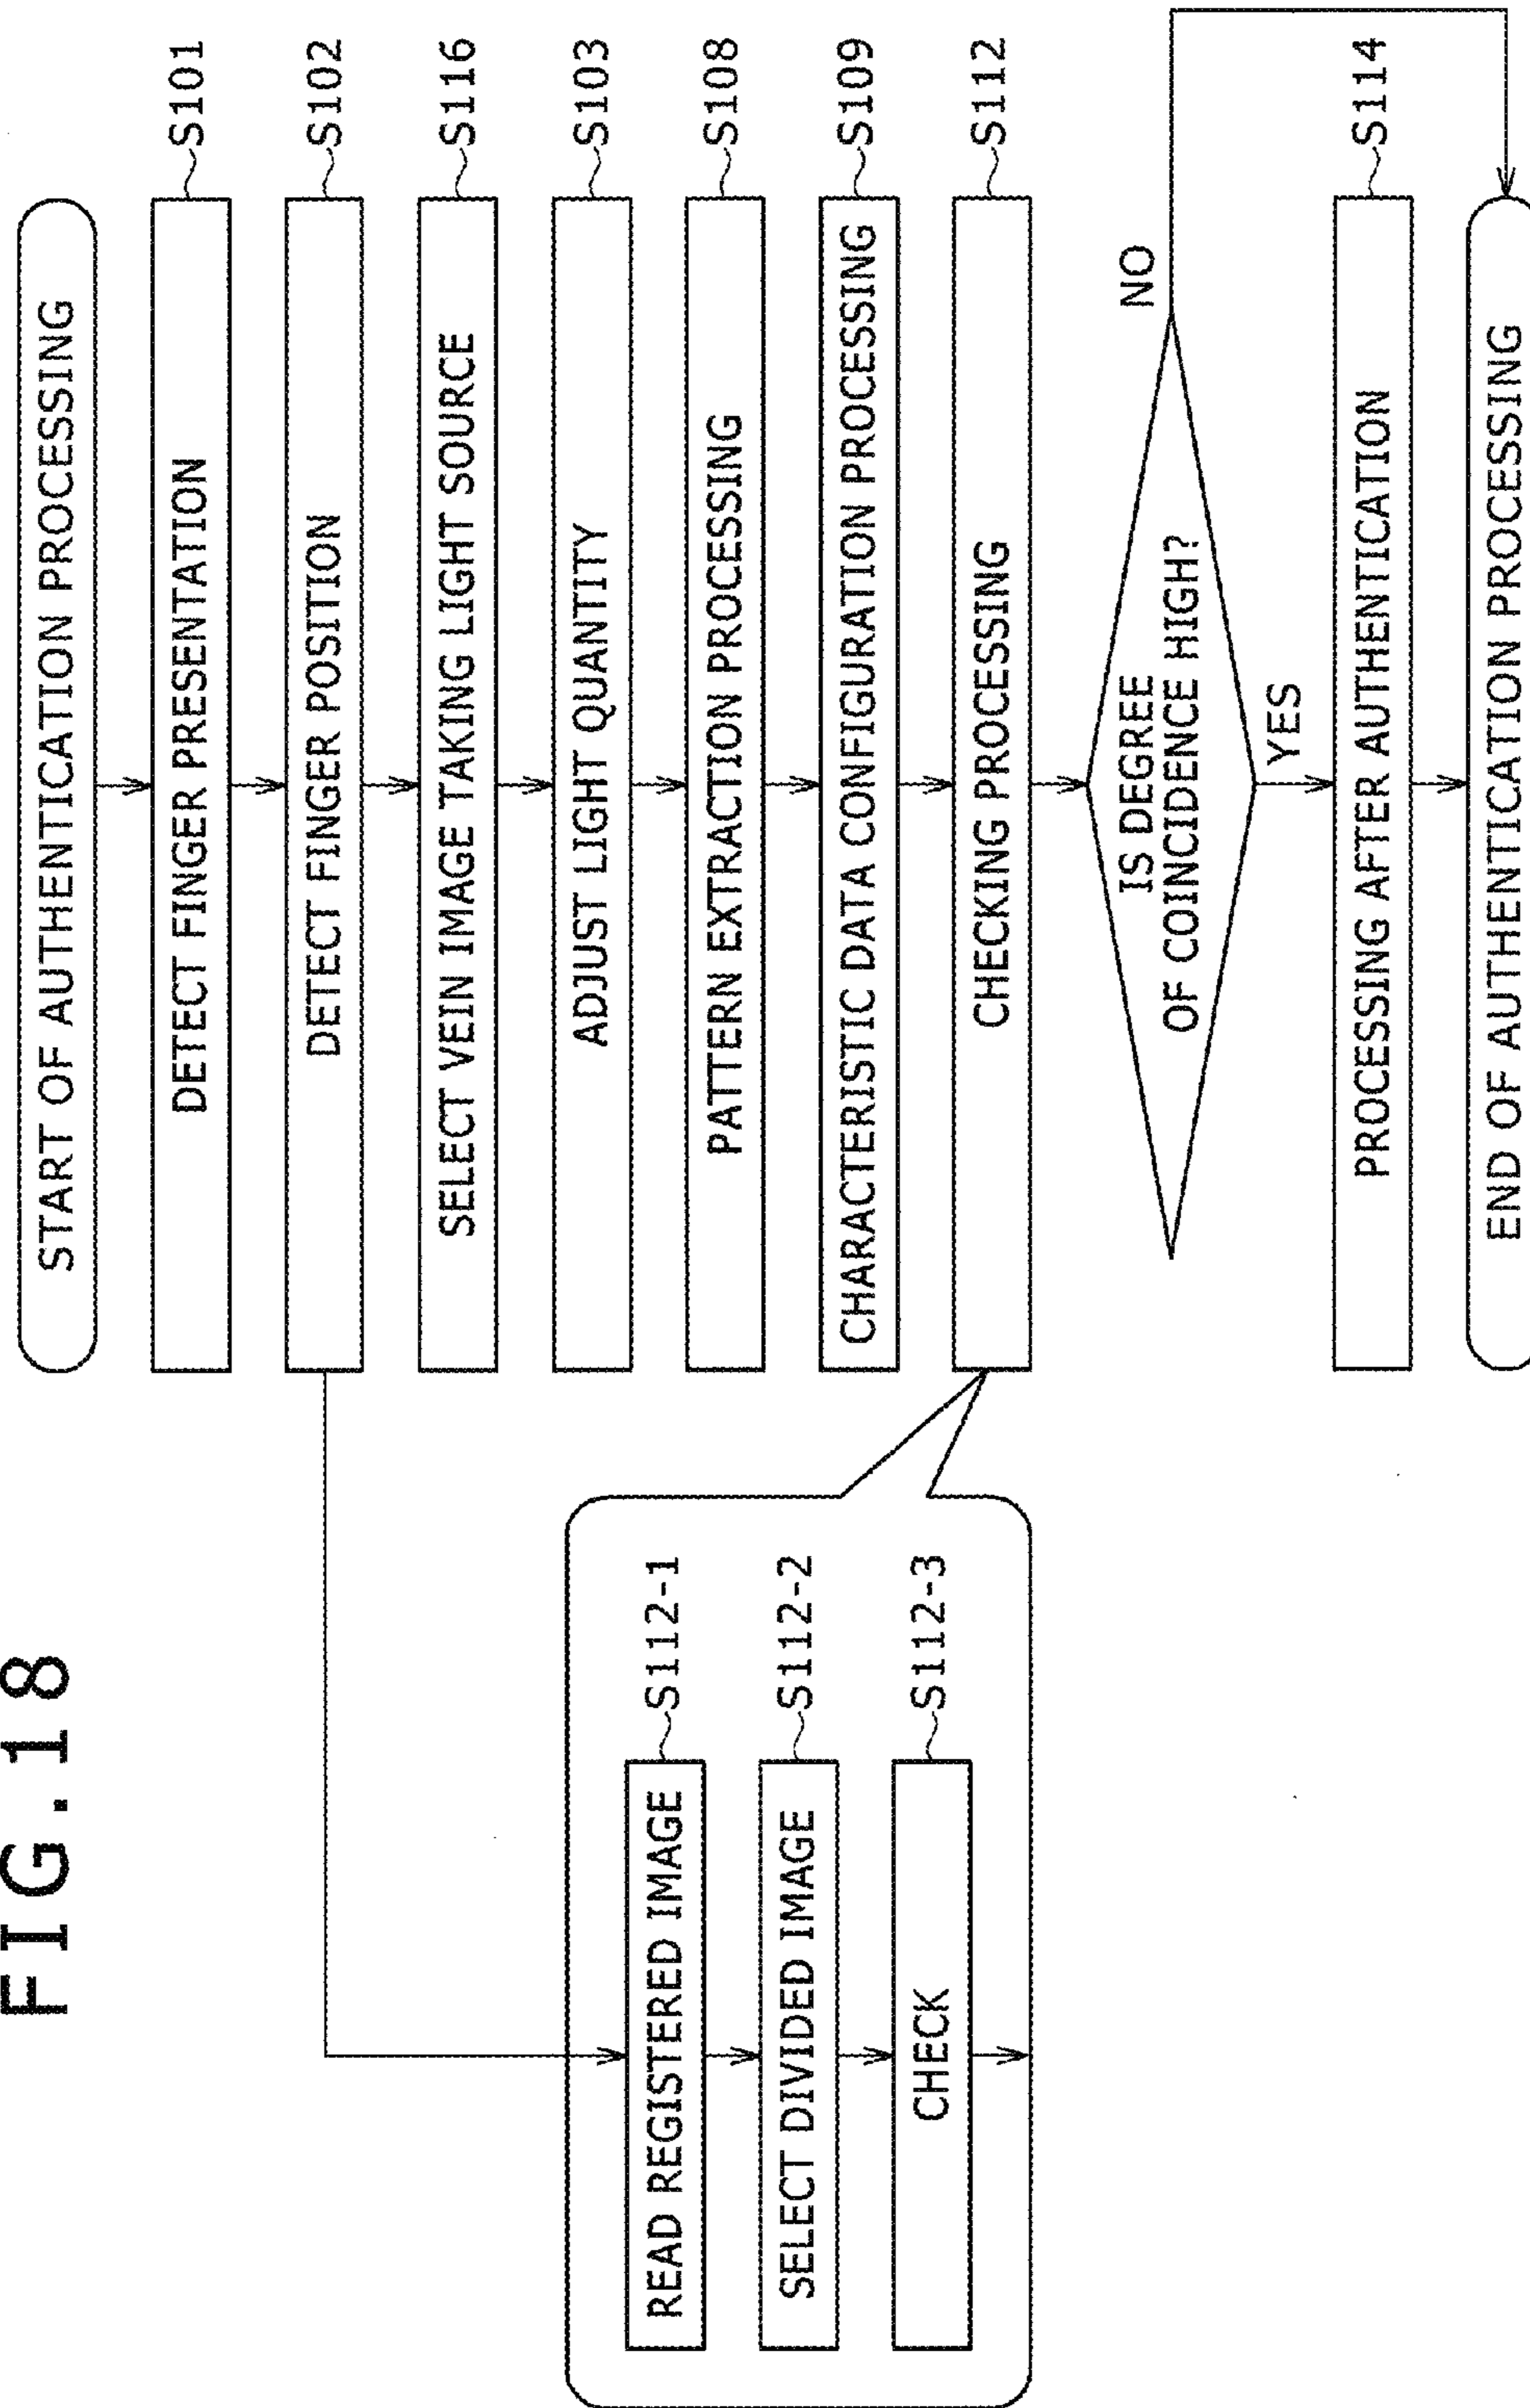 FIG.18
START OF AUTHENTICATION PROCESSING
DETECT FINGER PRESENTATION
S101
DETECT FINGER POSITION
S102
SELECT VEIN IMAGE TAKING LIGHT SOURCE
S116
ADJUST LIGHT QUANTITY
S103
PATTERN EXTRACTION PROCESSING
S108
CHARACTERISTIC DATA CONFIGURATION PROCESSING
S109
CHECKING PROCESSING
S112
READ REGISTERED IMAGE
S112-1
SELECT DIVIDED IMAGE
S112-2
CHECK
S112-3
IS DEGREE
OF COINCIDENCE HIGH?
NO
YES
PROCESSING AFTER AUTHENTICATION
S114
END OF AUTHENTICATION PROCESSING